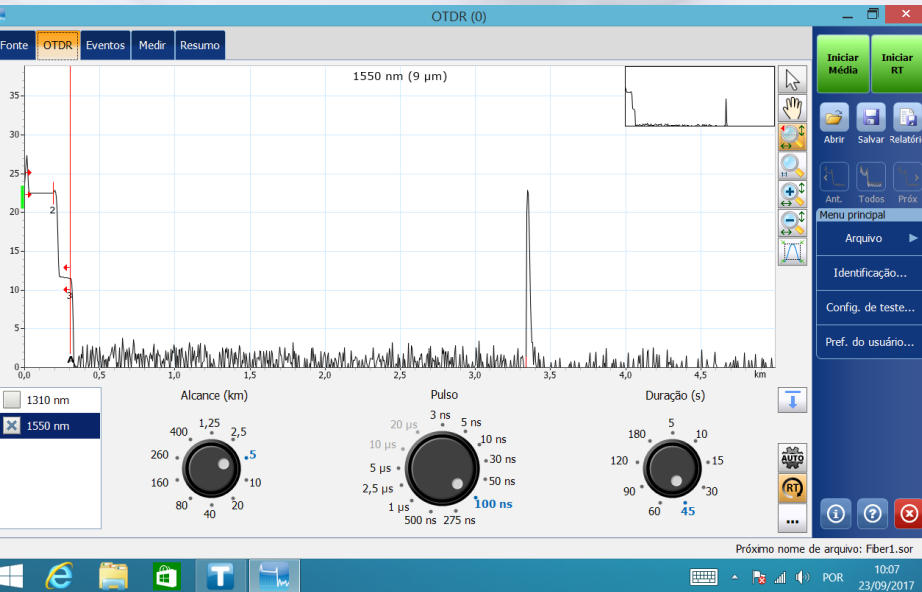 OTDR (0)
Fonte OTDR Eventos Medir Resumo
1550 nm (9 µm)
35
30
25
20
15
10
5
0
2
3
A
0,0 0,5 1,0 1,5 2,0 2,5 3,0 3,5 4,0 4,5 km
Iniciar Média
Iniciar RT
Abrir Salvar Relatóri
Ant. Todos Próx
Menu principal
Arquivo
Identificação...
Config. de teste...
Pref. do usuário...
1310 nm
1550 nm
Alcance (km)
1,25
2,5
5
10
20
40
80
160
260
400
Pulso
3 ns
5 ns
10 ns
30 ns
50 ns
100 ns
275 ns
500 ns
1 µs
2,5 µs
5 µs
10 µs
20 µs
Duração (s)
5
10
15
30
45
60
90
120
180
AUTO
RT
...
Próximo nome de arquivo: Fiber1.sor
POR
10:07
23/09/2017